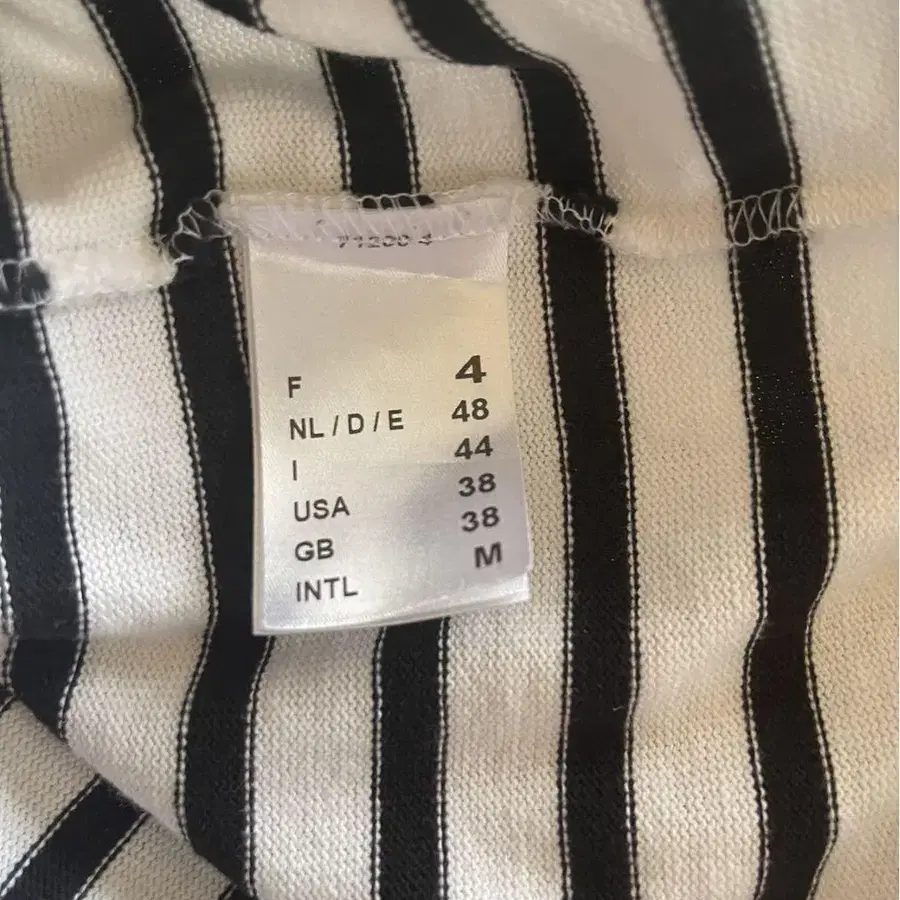 F 4
NL / D / E 48
I 44
USA 38
GB 38
INTL M